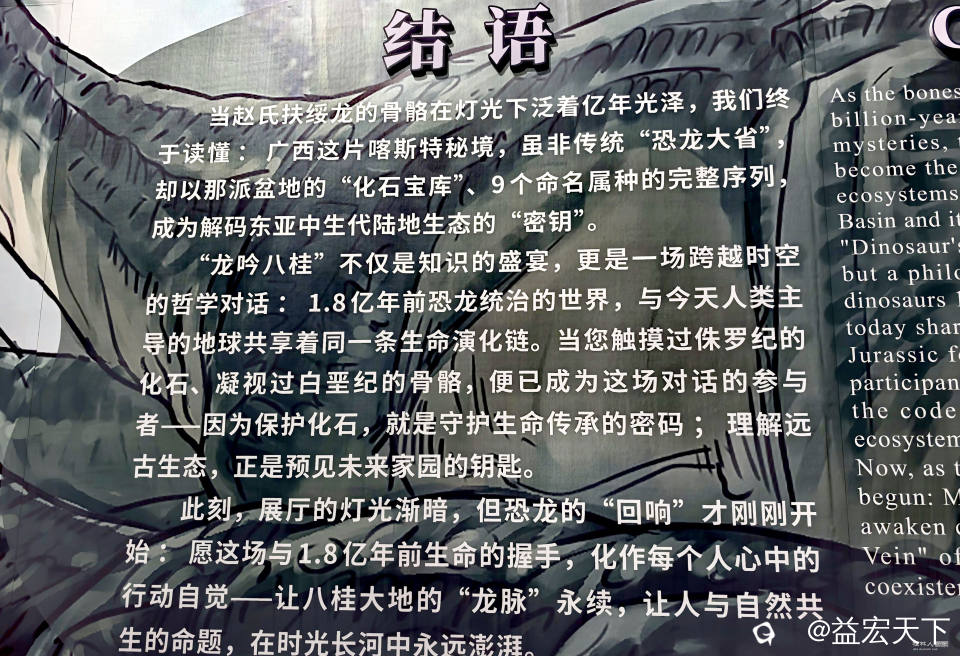 结 语
当赵氏扶绥龙的骨骼在灯光下泛着亿年光泽，我们终
于读懂：广西这片喀斯特秘境，虽非传统“恐龙大省”，
却以那派盆地的“化石宝库”、9个命名属种的完整序列，
成为解码东亚中生代陆地生态的“密钥”。
“龙吟八桂”不仅是知识的盛宴，更是一场跨越时空
的哲学对话：1.8亿年前恐龙统治的世界，与今天人类主
导的地球共享着同一条生命演化链。当您触摸过侏罗纪的
化石、凝视过白垩纪的骨骼，便已成为这场对话的参与
者——因为保护化石，就是守护生命传承的密码；理解远
古生态，正是预见未来家园的钥匙。
此刻，展厅的灯光渐暗，但恐龙的“回响”才刚刚开
始：愿这场与1.8亿年前生命的握手，化作每个人心中的
行动自觉——让八桂大地的“龙脉”永续，让人与自然共
生的命题，在时光长河中永远澎湃。
As the bones
billion-yea
mysteries,
become the
ecosystems
Basin and it
"Dinosaur's
but a philo
dinosaurs 1
today shar
Jurassic fo
participan
the code
ecosystem
Now, as t
begun: M
awaken c
Vein" of
coexisten
@益宏天下